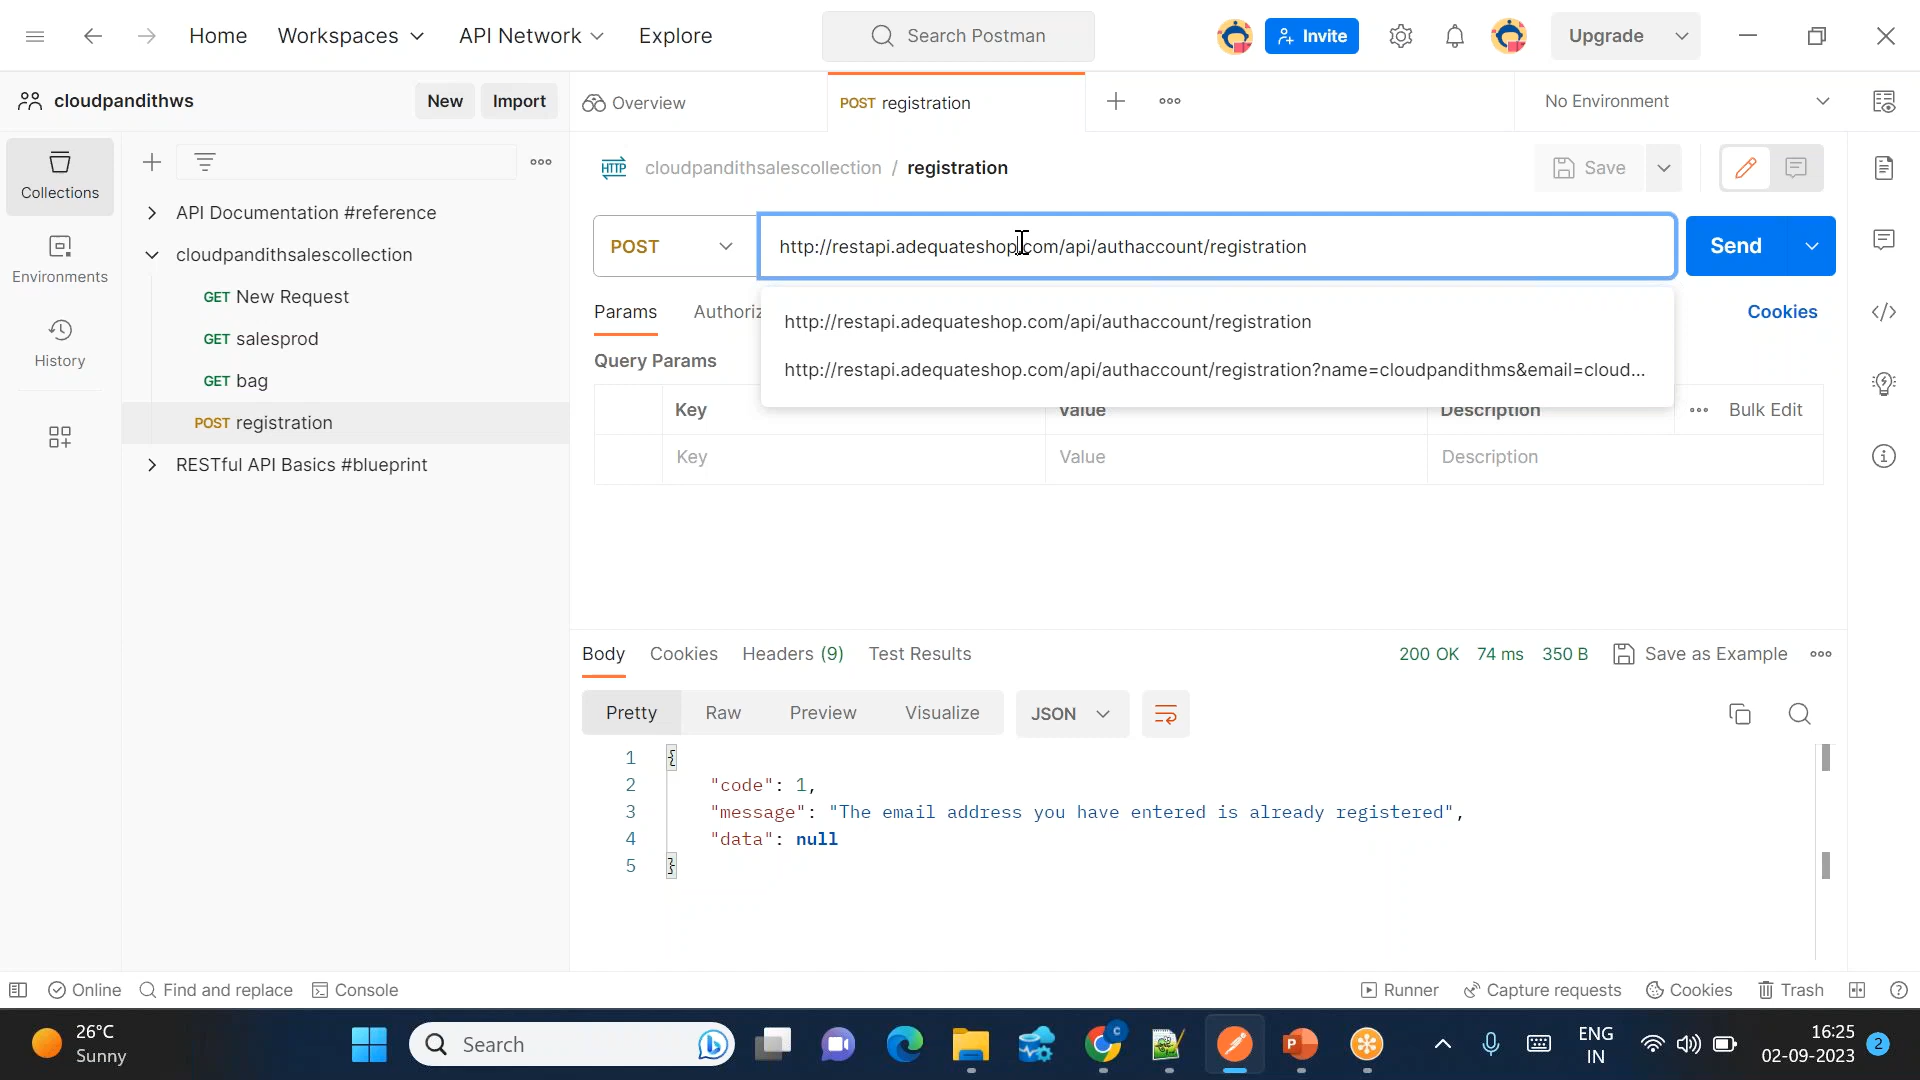 Home Workspaces API Network Explore Search Postman Invite Upgrade
cloudpandithws New Import Overview POST registration No Environment
Collections
API Documentation #reference
cloudpandithsalescollection
GET New Request
GET salesprod
GET bag
POST registration
RESTful API Basics #blueprint
Environments
History
HTTP cloudpandithsalescollection / registration Save
POST http://restapi.adequateshop.com/api/authaccount/registration Send
Params Authoriz Cookies
http://restapi.adequateshop.com/api/authaccount/registration
http://restapi.adequateshop.com/api/authaccount/registration?name=cloudpandithms&email=cloud...
Query Params
Key Value Description Bulk Edit
Key Value Description
Body Cookies Headers (9) Test Results 200 OK 74 ms 350 B Save as Example
Pretty Raw Preview Visualize JSON
1 {
2 "code": 1,
3 "message": "The email address you have entered is already registered",
4 "data": null
5 }
Online Find and replace Console Runner Capture requests Cookies Trash
26°C
Sunny
Search
C
P
ENG
IN
16:25
02-09-2023
2